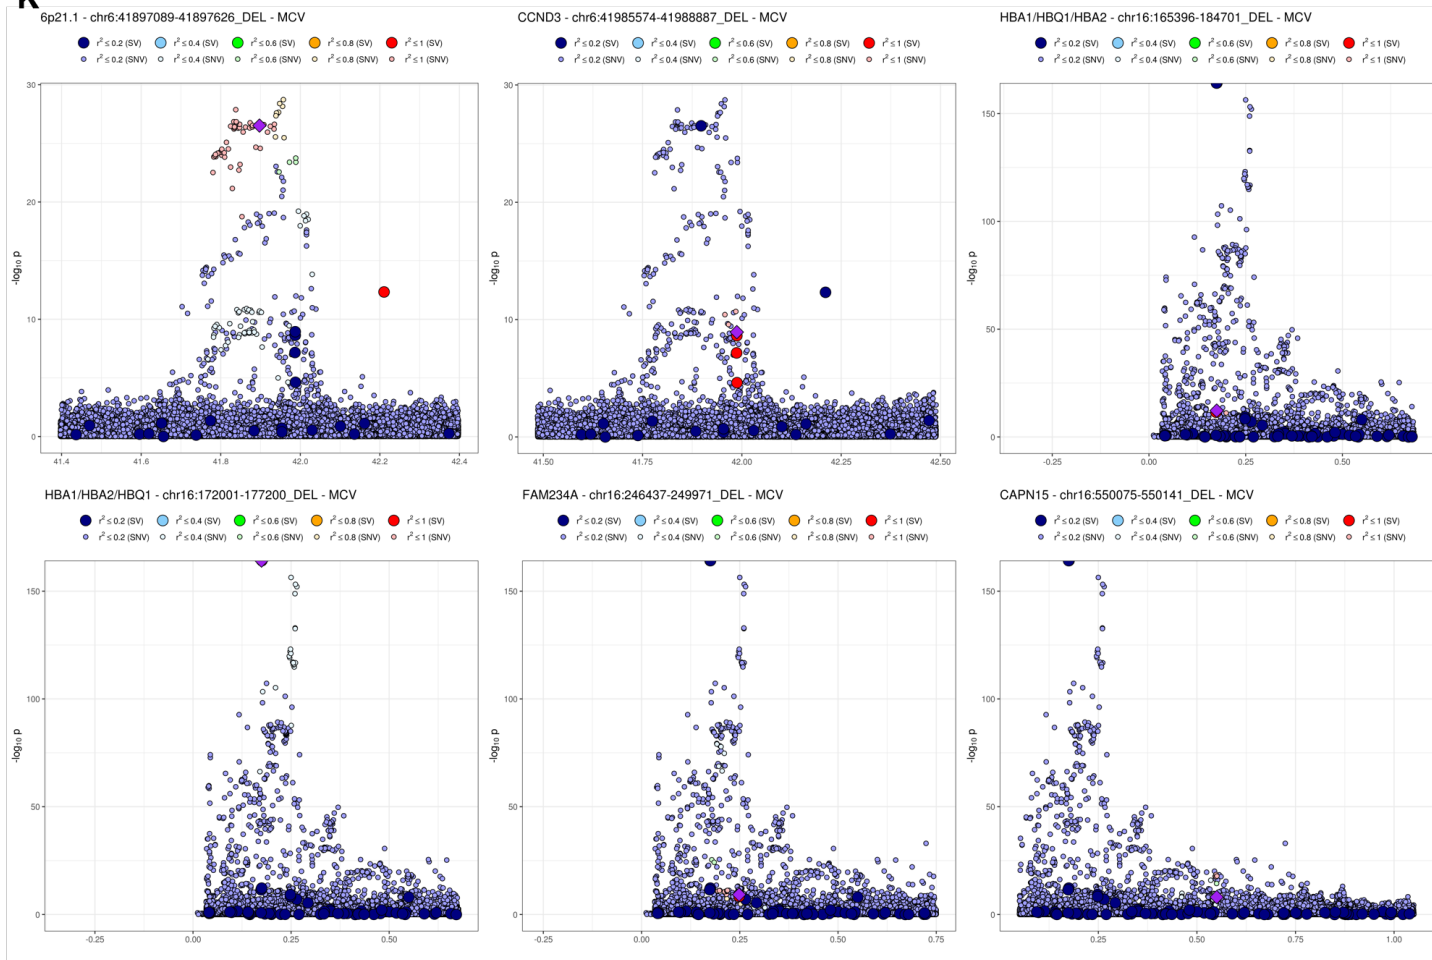 K
6p21.1 - chr6:41897089-41897626_DEL - MCV
r² ≤ 0.2 (SV) r² ≤ 0.4 (SV) r² ≤ 0.6 (SV) r² ≤ 0.8 (SV) r² ≤ 1 (SV)
r² ≤ 0.2 (SNV) r² ≤ 0.4 (SNV) r² ≤ 0.6 (SNV) r² ≤ 0.8 (SNV) r² ≤ 1 (SNV)
30
20
10
0
-log₁₀ p
41.4 41.6 41.8 42.0 42.2 42.4
CCND3 - chr6:41985574-41988887_DEL - MCV
r² ≤ 0.2 (SV) r² ≤ 0.4 (SV) r² ≤ 0.6 (SV) r² ≤ 0.8 (SV) r² ≤ 1 (SV)
r² ≤ 0.2 (SNV) r² ≤ 0.4 (SNV) r² ≤ 0.6 (SNV) r² ≤ 0.8 (SNV) r² ≤ 1 (SNV)
30
20
10
0
-log₁₀ p
41.50 41.75 42.00 42.25 42.50
HBA1/HBQ1/HBA2 - chr16:165396-184701_DEL - MCV
r² ≤ 0.2 (SV) r² ≤ 0.4 (SV) r² ≤ 0.6 (SV) r² ≤ 0.8 (SV) r² ≤ 1 (SV)
r² ≤ 0.2 (SNV) r² ≤ 0.4 (SNV) r² ≤ 0.6 (SNV) r² ≤ 0.8 (SNV) r² ≤ 1 (SNV)
150
100
50
0
-log₁₀ p
-0.25 0.00 0.25 0.50
HBA1/HBA2/HBQ1 - chr16:172001-177200_DEL - MCV
r² ≤ 0.2 (SV) r² ≤ 0.4 (SV) r² ≤ 0.6 (SV) r² ≤ 0.8 (SV) r² ≤ 1 (SV)
r² ≤ 0.2 (SNV) r² ≤ 0.4 (SNV) r² ≤ 0.6 (SNV) r² ≤ 0.8 (SNV) r² ≤ 1 (SNV)
150
100
50
0
-log₁₀ p
-0.25 0.00 0.25 0.50
FAM234A - chr16:246437-249971_DEL - MCV
r² ≤ 0.2 (SV) r² ≤ 0.4 (SV) r² ≤ 0.6 (SV) r² ≤ 0.8 (SV) r² ≤ 1 (SV)
r² ≤ 0.2 (SNV) r² ≤ 0.4 (SNV) r² ≤ 0.6 (SNV) r² ≤ 0.8 (SNV) r² ≤ 1 (SNV)
150
100
50
0
-log₁₀ p
-0.25 0.00 0.25 0.50 0.75
CAPN15 - chr16:550075-550141_DEL - MCV
r² ≤ 0.2 (SV) r² ≤ 0.4 (SV) r² ≤ 0.6 (SV) r² ≤ 0.8 (SV) r² ≤ 1 (SV)
r² ≤ 0.2 (SNV) r² ≤ 0.4 (SNV) r² ≤ 0.6 (SNV) r² ≤ 0.8 (SNV) r² ≤ 1 (SNV)
150
100
50
0
-log₁₀ p
0.25 0.50 0.75 1.00